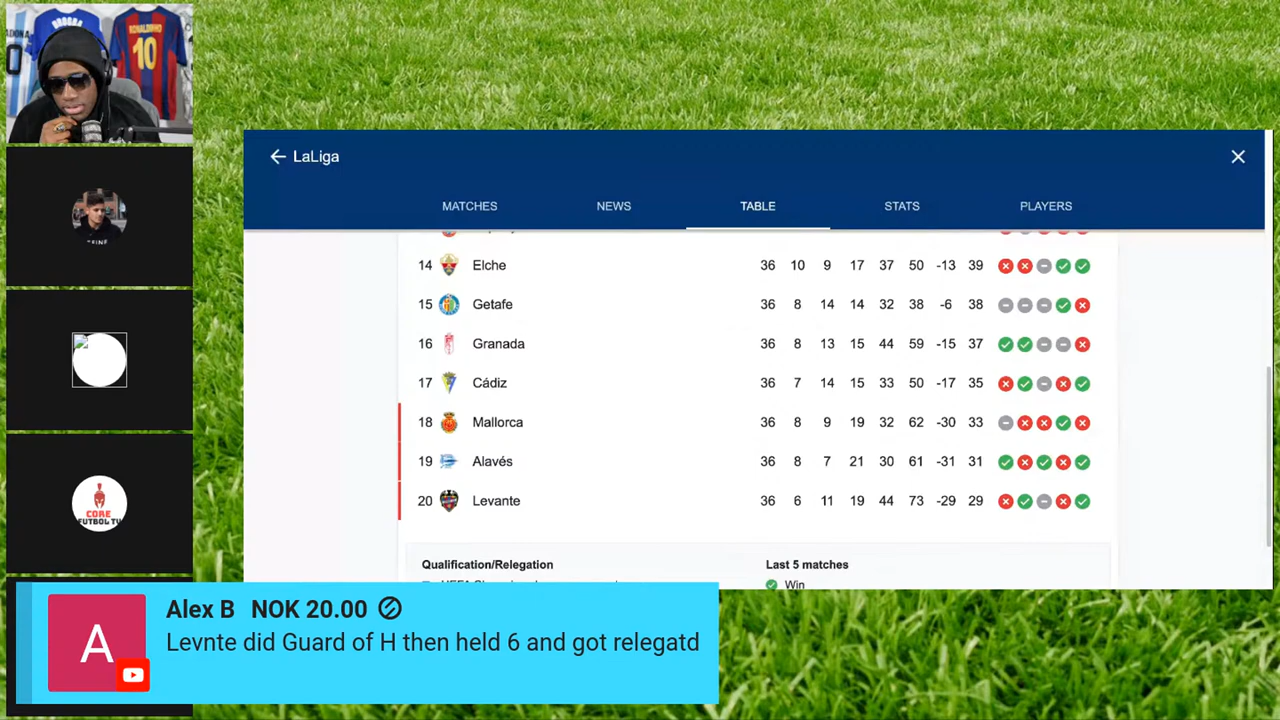 DROGBA
RONALDINHO
10
LaLiga
MATCHES NEWS TABLE STATS PLAYERS
14 Elche 36 10 9 17 37 50 -13 39
15 Getafe 36 8 14 14 32 38 -6 38
16 Granada 36 8 13 15 44 59 -15 37
17 Cádiz 36 7 14 15 33 50 -17 35
18 Mallorca 36 8 9 19 32 62 -30 33
19 Alavés 36 8 7 21 30 61 -31 31
20 Levante 36 6 11 19 44 73 -29 29
Qualification/Relegation Last 5 matches
Win
CORE
FUTBOL TV
A
Alex B NOK 20.00
Levnte did Guard of H then held 6 and got relegatd